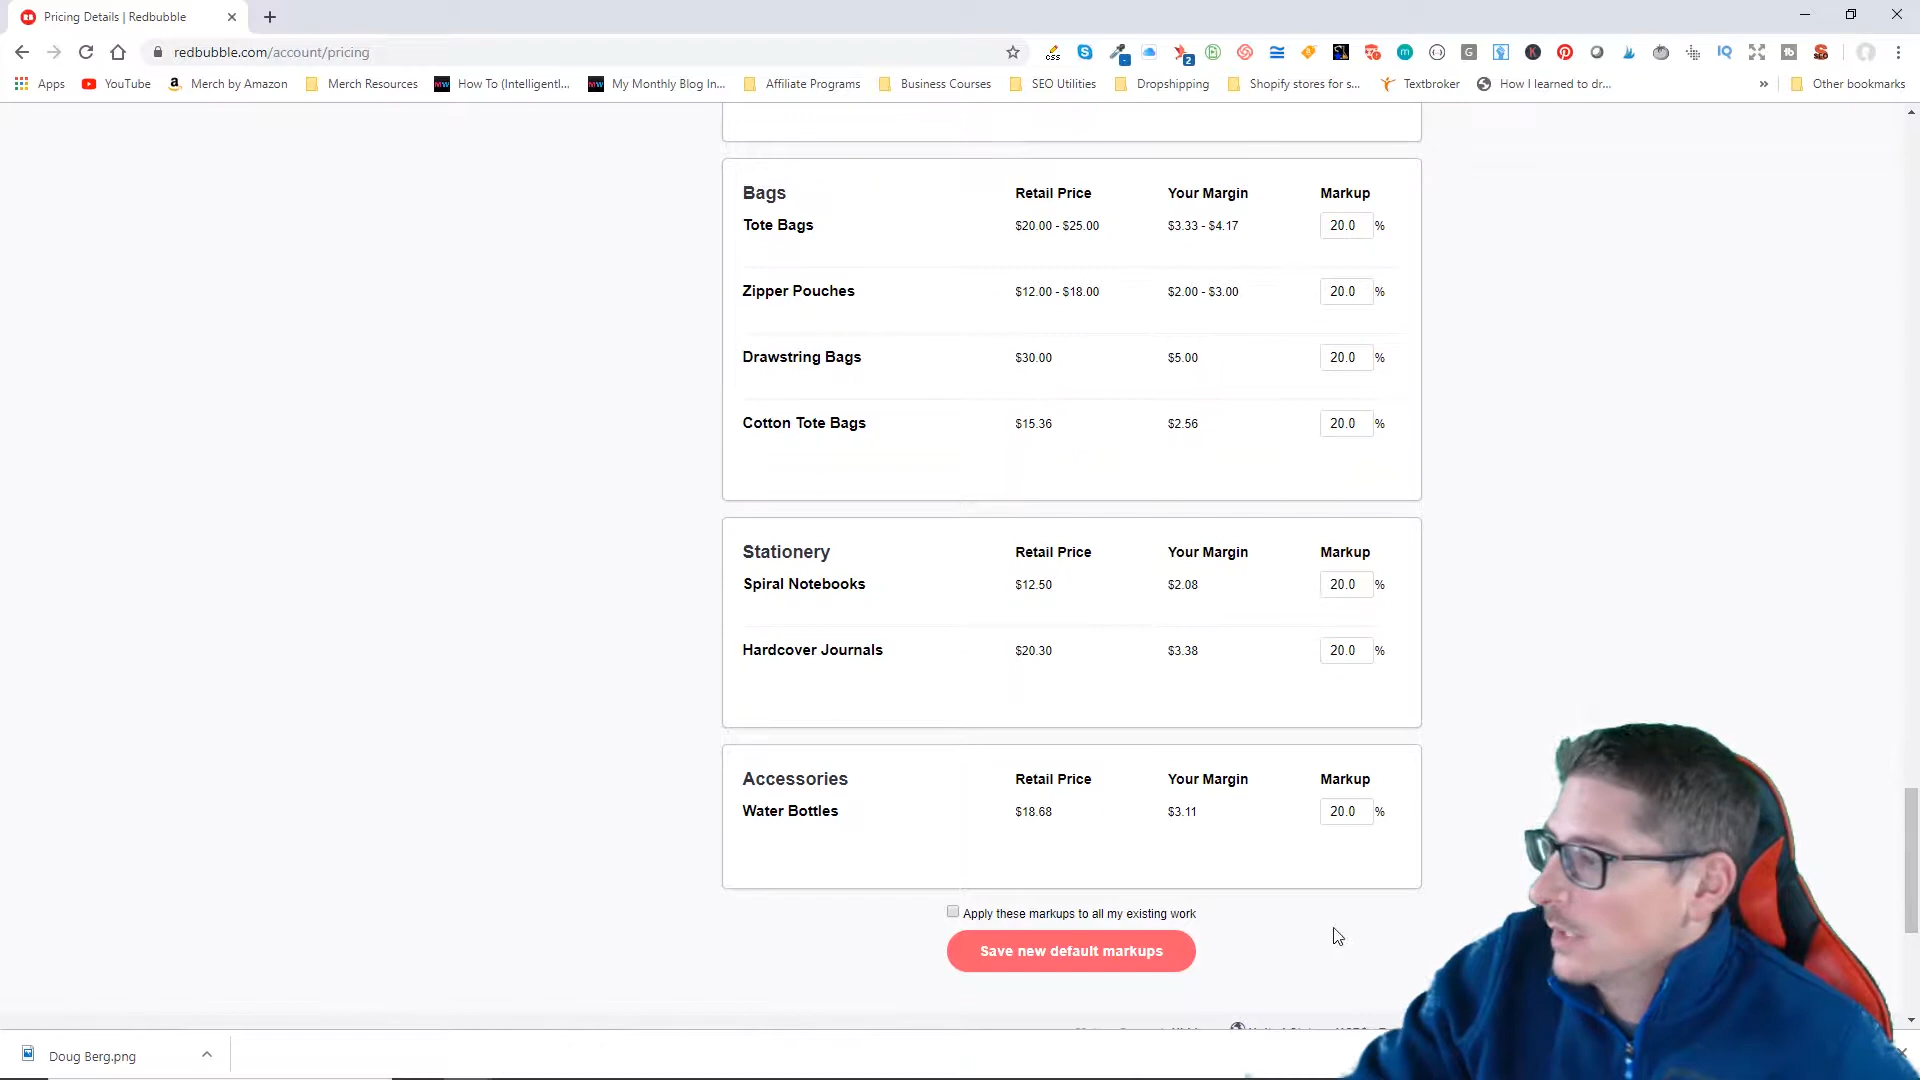 Pricing Details | Redbubble
redbubble.com/account/pricing
Apps YouTube Merch by Amazon Merch Resources How To (Intelligentl... My Monthly Blog In... Affiliate Programs Business Courses SEO Utilities Dropshipping Shopify stores for s... Textbroker How I learned to dr... » Other bookmarks
Bags Retail Price Your Margin Markup
Tote Bags $20.00 - $25.00 $3.33 - $4.17 20.0 %
Zipper Pouches $12.00 - $18.00 $2.00 - $3.00 20.0 %
Drawstring Bags $30.00 $5.00 20.0 %
Cotton Tote Bags $15.36 $2.56 20.0 %
Stationery Retail Price Your Margin Markup
Spiral Notebooks $12.50 $2.08 20.0 %
Hardcover Journals $20.30 $3.38 20.0 %
Accessories Retail Price Your Margin Markup
Water Bottles $18.68 $3.11 20.0 %
Apply these markups to all my existing work
Save new default markups
Doug Berg.png